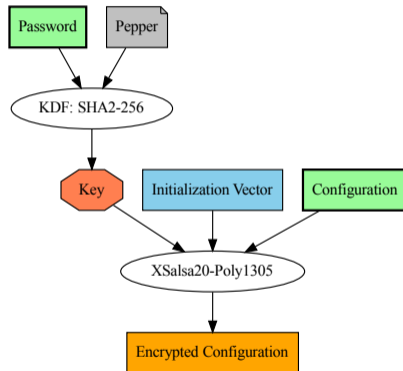 Password
Pepper
KDF: SHA2-256
Key
Initialization Vector
Configuration
XSalsa20-Poly1305
Encrypted Configuration